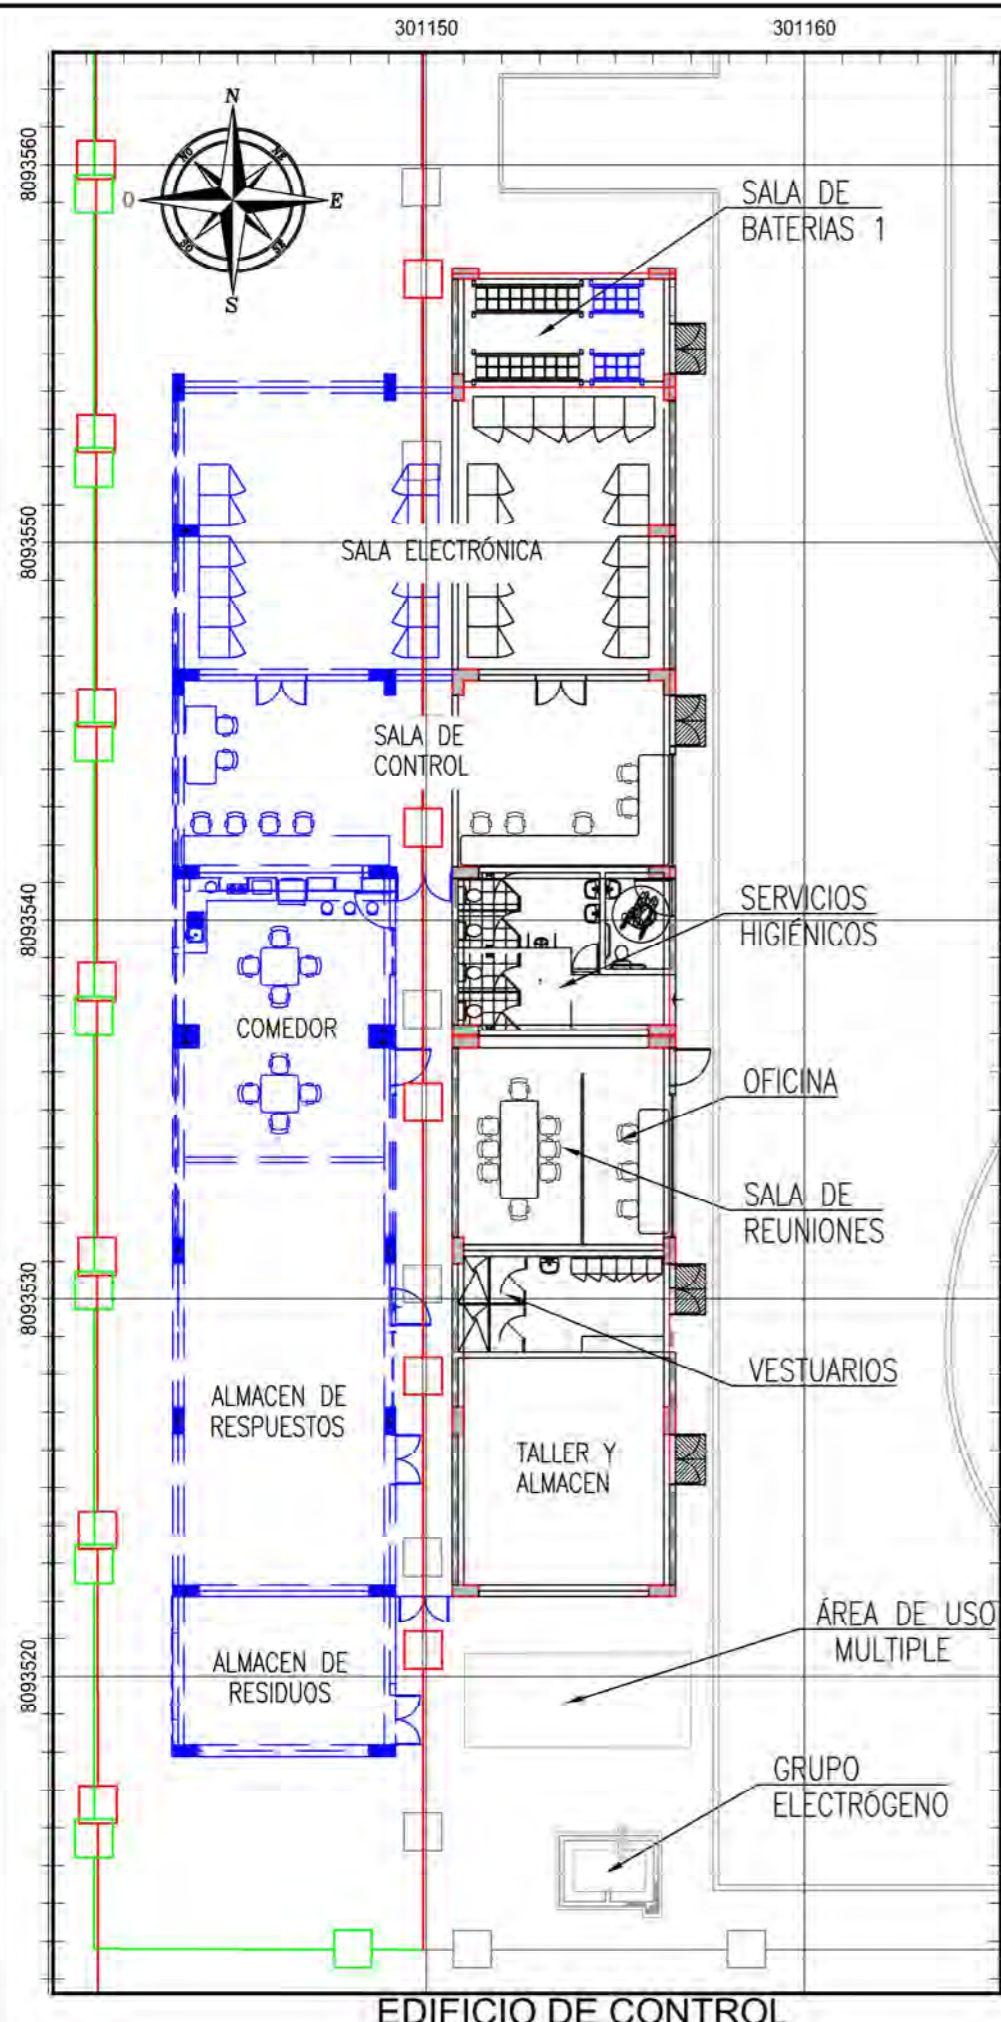 301150
301160
8093560
8093550
8093540
8093530
8093520
N
NO
NE
O
E
SO
SE
S
SALA DE
BATERIAS 1
SALA ELECTRÓNICA
SALA DE
CONTROL
SERVICIOS
HIGIÉNICOS
COMEDOR
OFICINA
SALA DE
REUNIONES
VESTUARIOS
ALMACEN DE
RESPUESTOS
TALLER Y
ALMACEN
ÁREA DE USO
MULTIPLE
ALMACEN DE
RESIDUOS
GRUPO
ELECTRÓGENO
EDIFICIO DE CONTROL